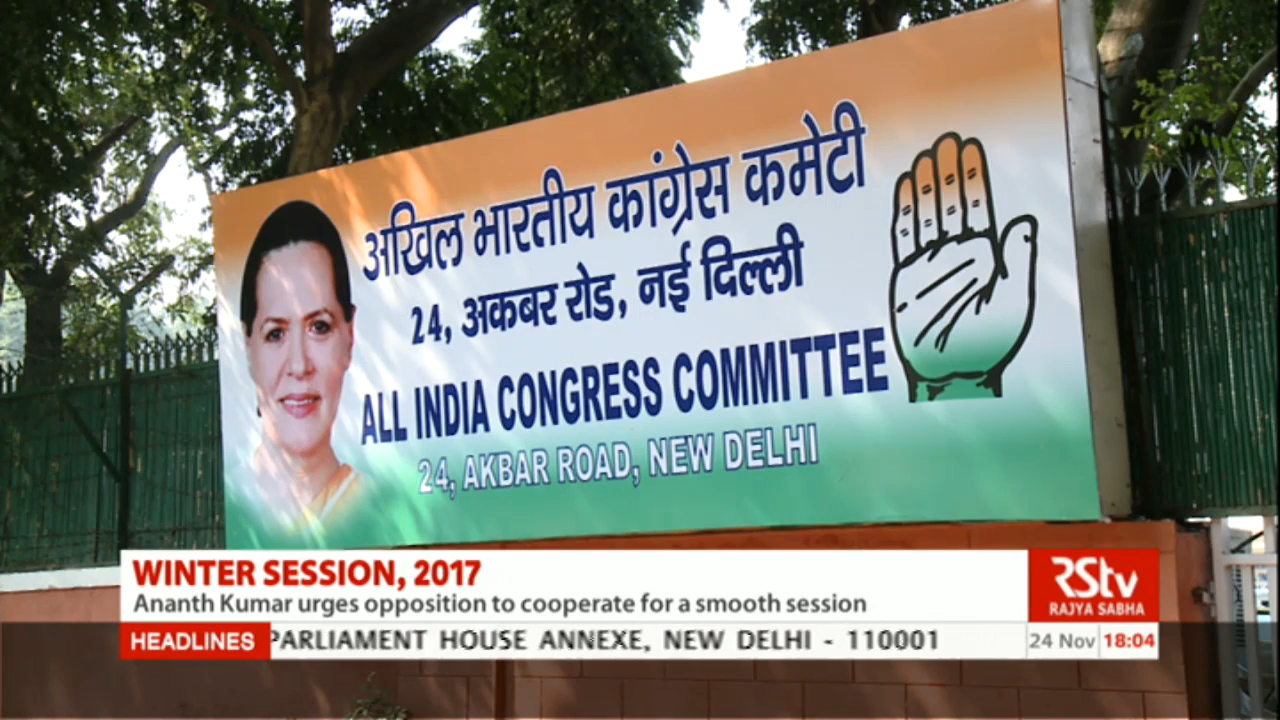 अखिल भारतीय कांग्रेस कमेटी
24, अकबर रोड, नई दिल्ली
ALL INDIA CONGRESS COMMITTEE
24, AKBAR ROAD, NEW DELHI
WINTER SESSION, 2017
Ananth Kumar urges opposition to cooperate for a smooth session
RStv
RAJYA SABHA
HEADLINES PARLIAMENT HOUSE ANNEXE, NEW DELHI - 110001 24 Nov 18:04